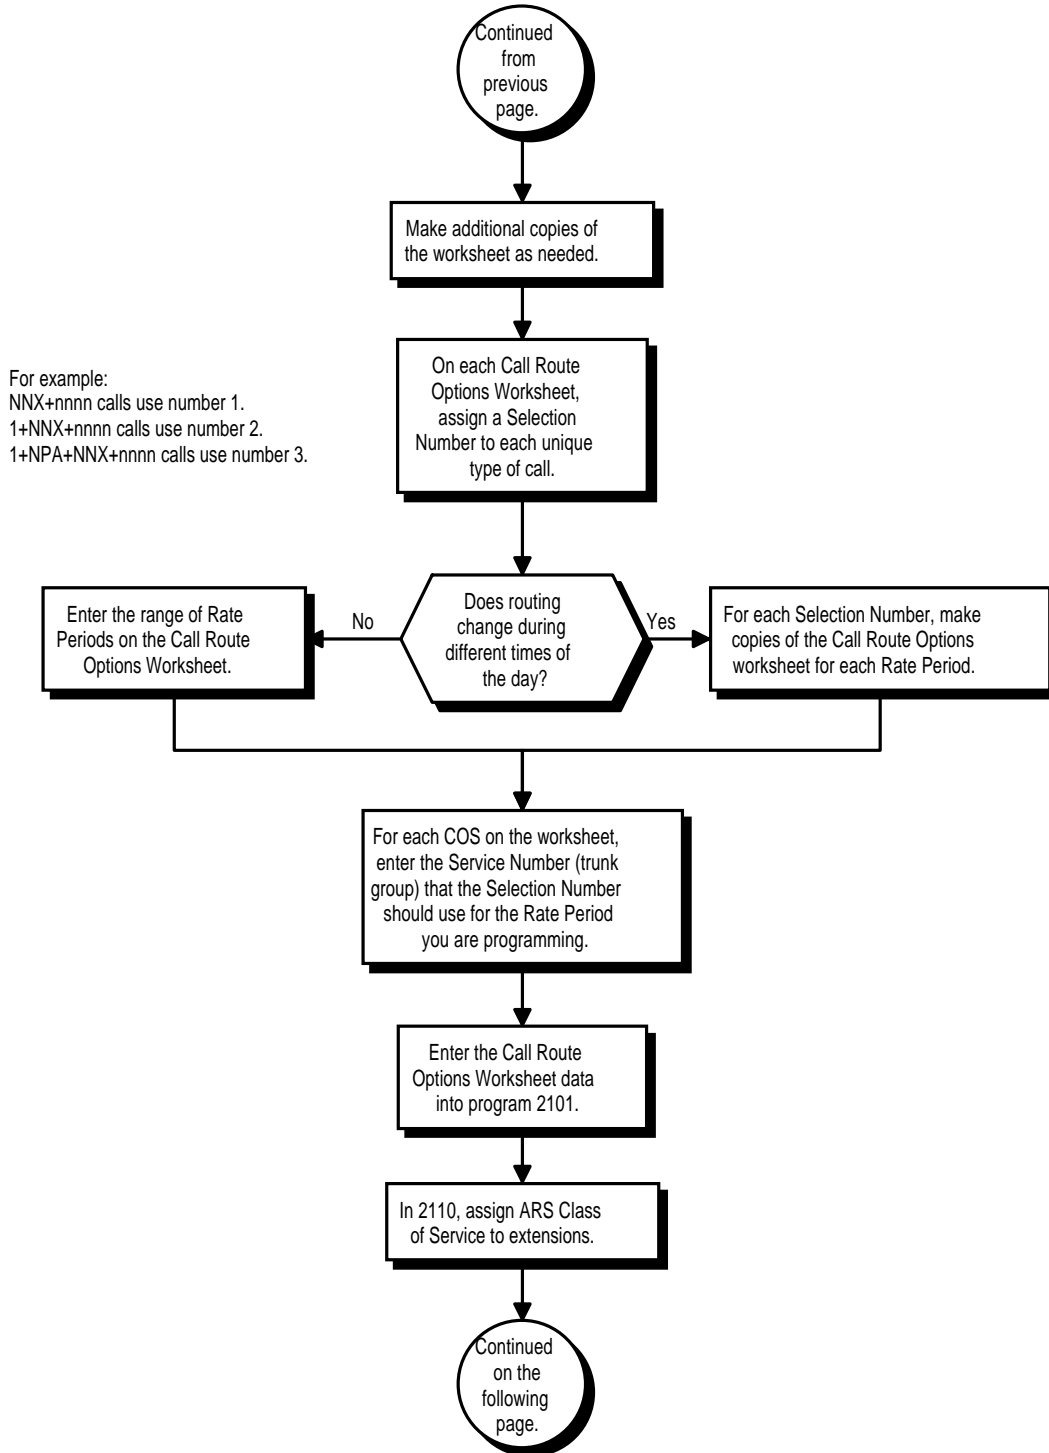 Continued
from
previous
page.
Make additional copies of
the worksheet as needed.
For example:
NNX+nnnn calls use number 1.
1+NNX+nnnn calls use number 2.
1+NPA+NNX+nnnn calls use number 3.
On each Call Route
Options Worksheet,
assign a Selection
Number to each unique
type of call.
Enter the range of Rate
Periods on the Call Route
Options Worksheet.
No
Does routing
change during
different times of
the day?
Yes
For each Selection Number, make
copies of the Call Route Options
worksheet for each Rate Period.
For each COS on the worksheet,
enter the Service Number (trunk
group) that the Selection Number
should use for the Rate Period
you are programming.
Enter the Call Route
Options Worksheet data
into program 2101.
In 2110, assign ARS Class
of Service to extensions.
Continued
on the
following
page.